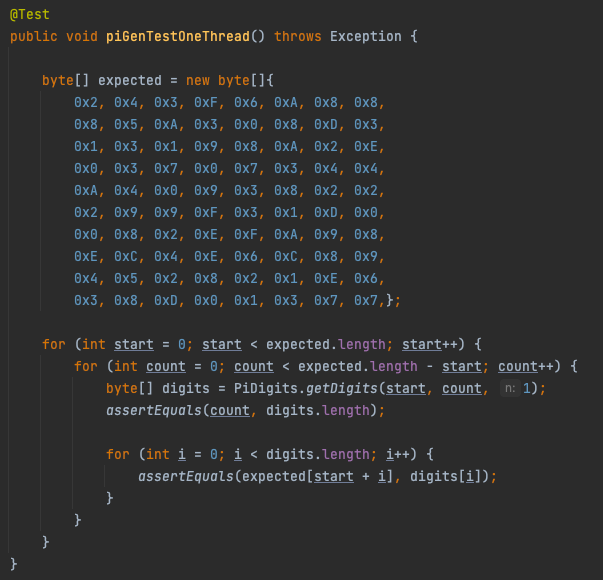 @Test
public void piGenTestOneThread() throws Exception {
byte[] expected = new byte[]{
0x2, 0x4, 0x3, 0xF, 0x6, 0xA, 0x8, 0x8,
0x8, 0x5, 0xA, 0x3, 0x0, 0x8, 0xD, 0x3,
0x1, 0x3, 0x1, 0x9, 0x8, 0xA, 0x2, 0xE,
0x0, 0x3, 0x7, 0x0, 0x7, 0x3, 0x4, 0x4,
0xA, 0x4, 0x0, 0x9, 0x3, 0x8, 0x2, 0x2,
0x2, 0x9, 0x9, 0xF, 0x3, 0x1, 0xD, 0x0,
0x0, 0x8, 0x2, 0xE, 0xF, 0xA, 0x9, 0x8,
0xE, 0xC, 0x4, 0xE, 0x6, 0xC, 0x8, 0x9,
0x4, 0x5, 0x2, 0x8, 0x2, 0x1, 0xE, 0x6,
0x3, 0x8, 0xD, 0x0, 0x1, 0x3, 0x7, 0x7,};
for (int start = 0; start < expected.length; start++) {
for (int count = 0; count < expected.length - start; count++) {
byte[] digits = PiDigits.getDigits(start, count, n: 1);
assertEquals(count, digits.length);
for (int i = 0; i < digits.length; i++) {
assertEquals(expected[start + i], digits[i]);
}
}
}
}